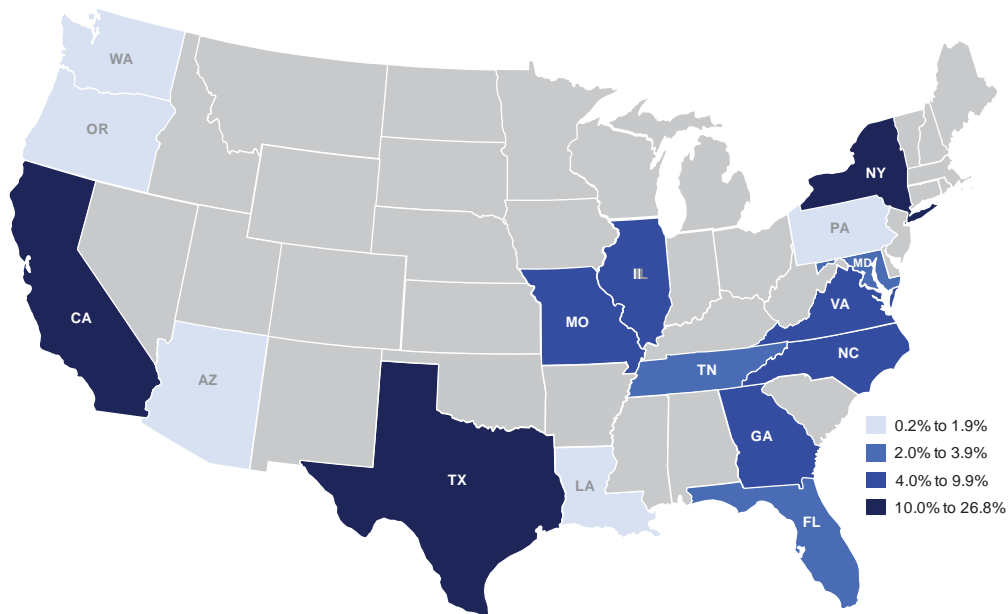 WA
OR
NY
PA
MD
IL
VA
CA
MO
NC
TN
AZ
GA
TX
LA
FL
0.2% to 1.9%
2.0% to 3.9%
4.0% to 9.9%
10.0% to 26.8%